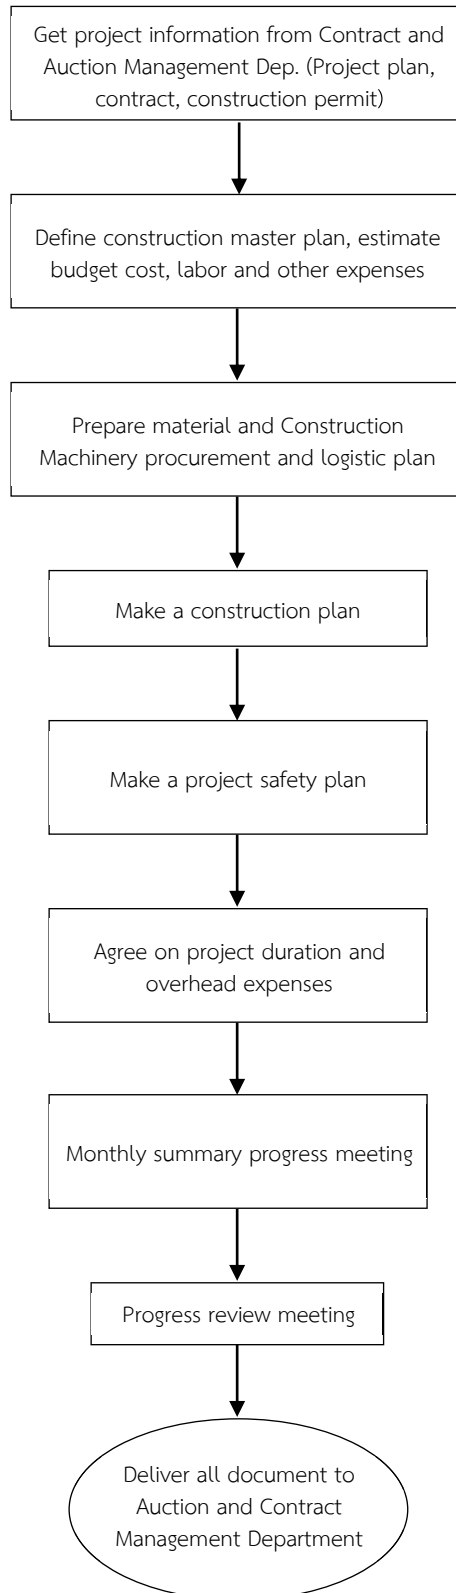 Get project information from Contract and
Auction Management Dep. (Project plan,
contract, construction permit)
Define construction master plan, estimate
budget cost, labor and other expenses
Prepare material and Construction
Machinery procurement and logistic plan
Make a construction plan
Make a project safety plan
Agree on project duration and
overhead expenses
Monthly summary progress meeting
Progress review meeting
Deliver all document to
Auction and Contract
Management Department